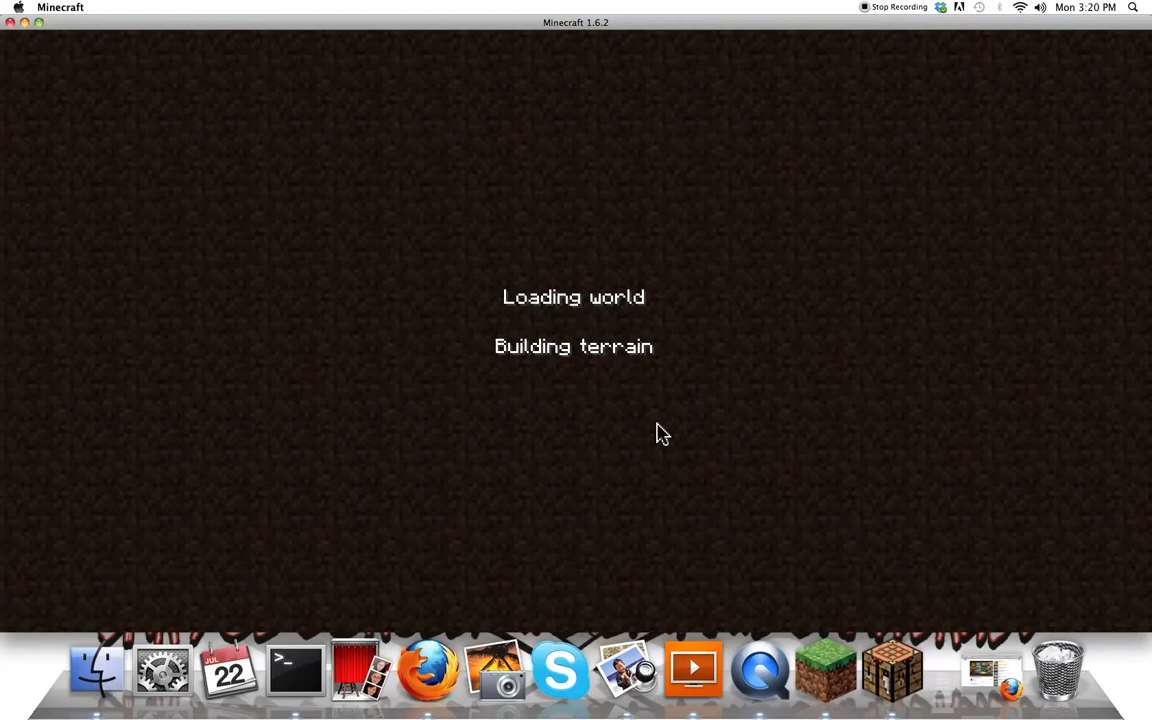 Minecraft
Stop Recording
Mon 3:20 PM
Minecraft 1.6.2
Loading world
Building terrain
JUL
22
>_
S